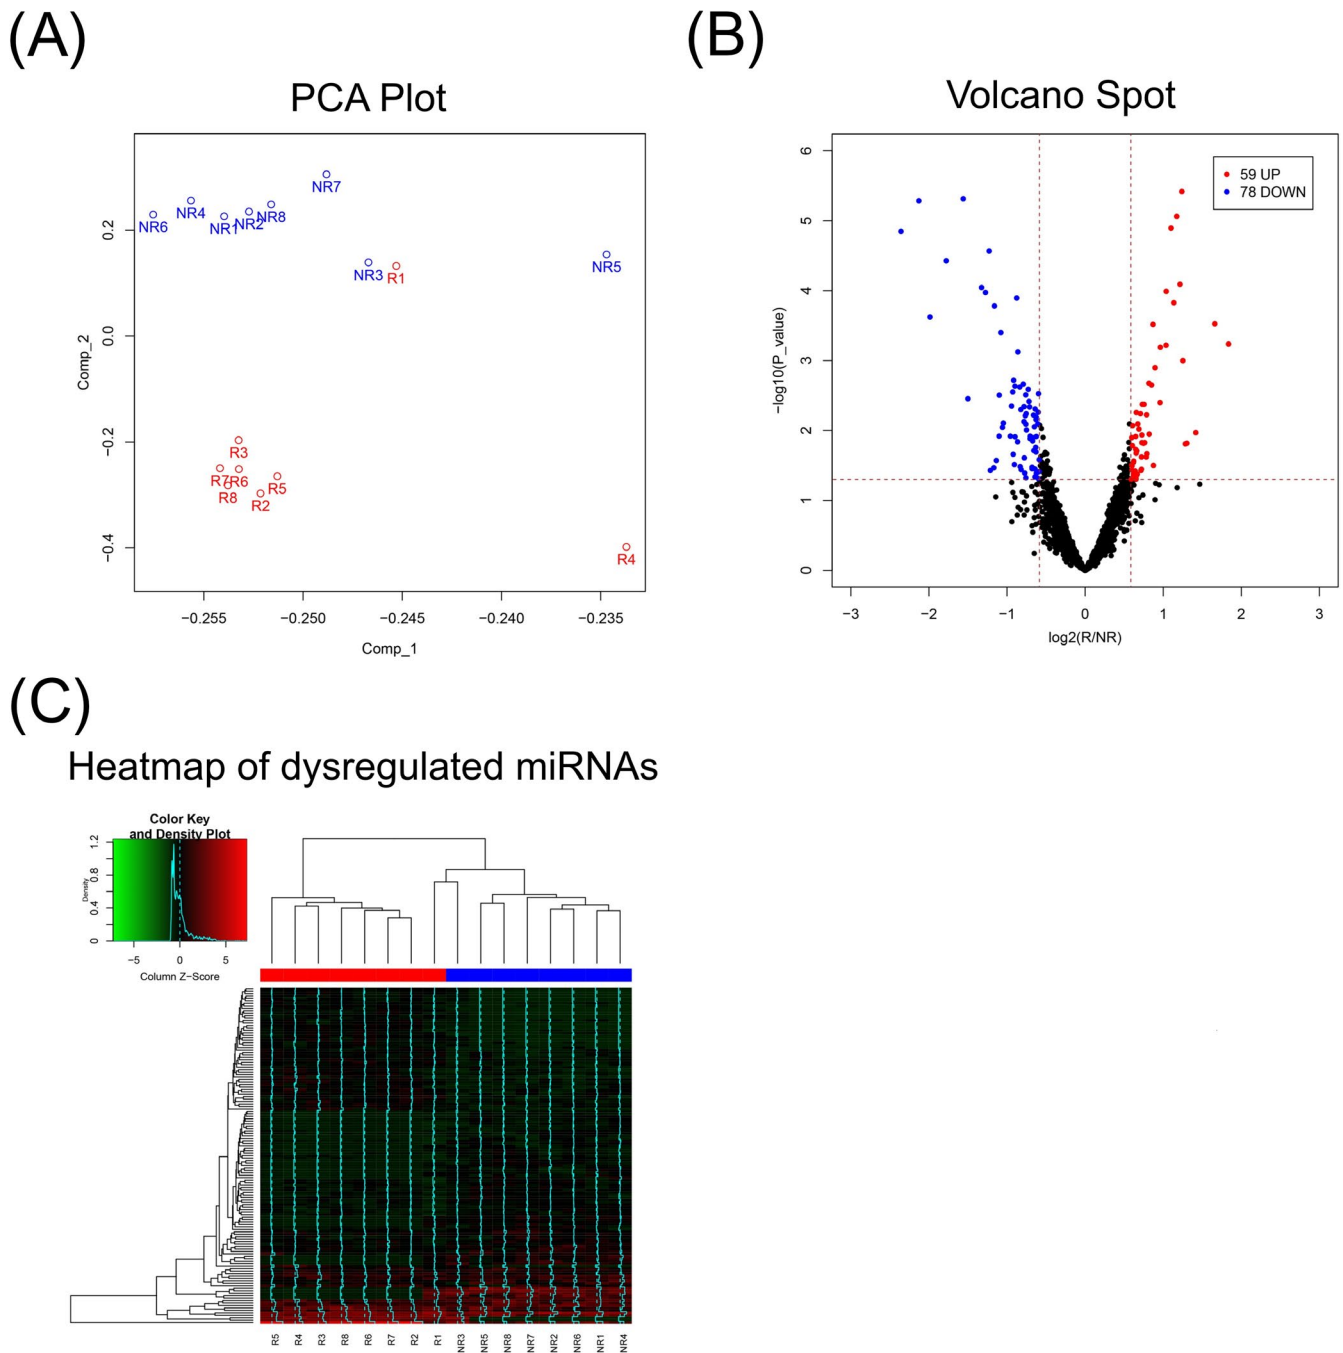 (A)
PCA Plot
NR7
NR4
NR6
NR1
NR2
NR8
NR3
R1
NR5
R3
R7
R6
R8
R5
R2
R4
0.2
0.0
−0.2
−0.4
Comp_2
−0.255
−0.250
−0.245
−0.240
−0.235
Comp_1
(B)
Volcano Spot
59 UP
78 DOWN
6
5
4
3
2
1
0
−log10(P_value)
−3
−2
−1
0
1
2
3
log2(R/NR)
(C)
Heatmap of dysregulated miRNAs
Color Key
and Density Plot
1.2
0.8
0.4
0
Density
−5
0
5
Column Z−Score
R5
R4
R3
R8
R6
R7
R2
R1
NR3
NR5
NR8
NR7
NR2
NR6
NR1
NR4